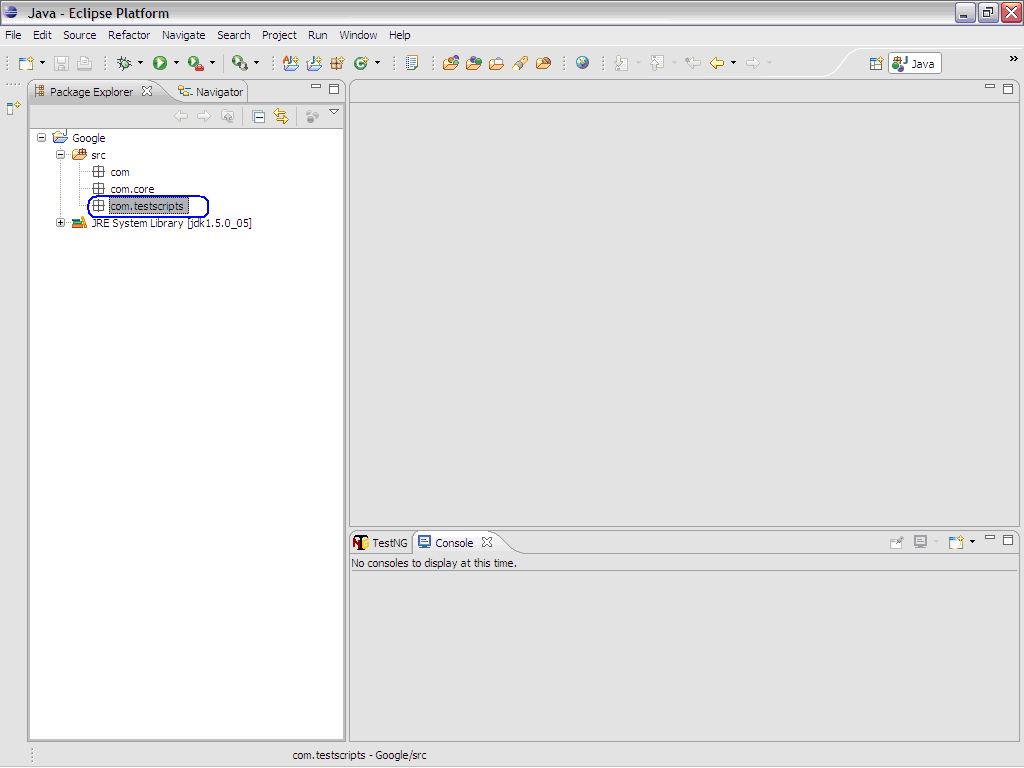 Java - Eclipse Platform
File Edit Source Refactor Navigate Search Project Run Window Help
Java
Package Explorer Navigator
Google
src
com
com.core
com.testscripts
JRE System Library [jdk1.5.0_05]
TestNG Console
No consoles to display at this time.
com.testscripts - Google/src